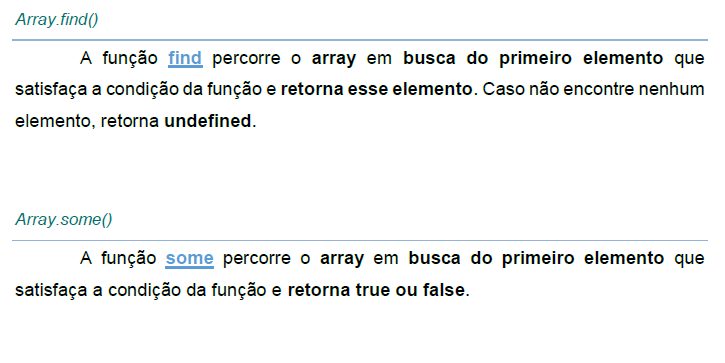 Array.find()
A função find percorre o array em busca do primeiro elemento que
satisfaça a condição da função e retorna esse elemento. Caso não encontre nenhum
elemento, retorna undefined.
Array.some()
A função some percorre o array em busca do primeiro elemento que
satisfaça a condição da função e retorna true ou false.